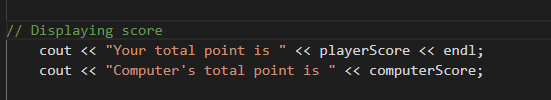 // Displaying score
cout << "Your total point is " << playerScore << endl;
cout << "Computer's total point is " << computerScore;